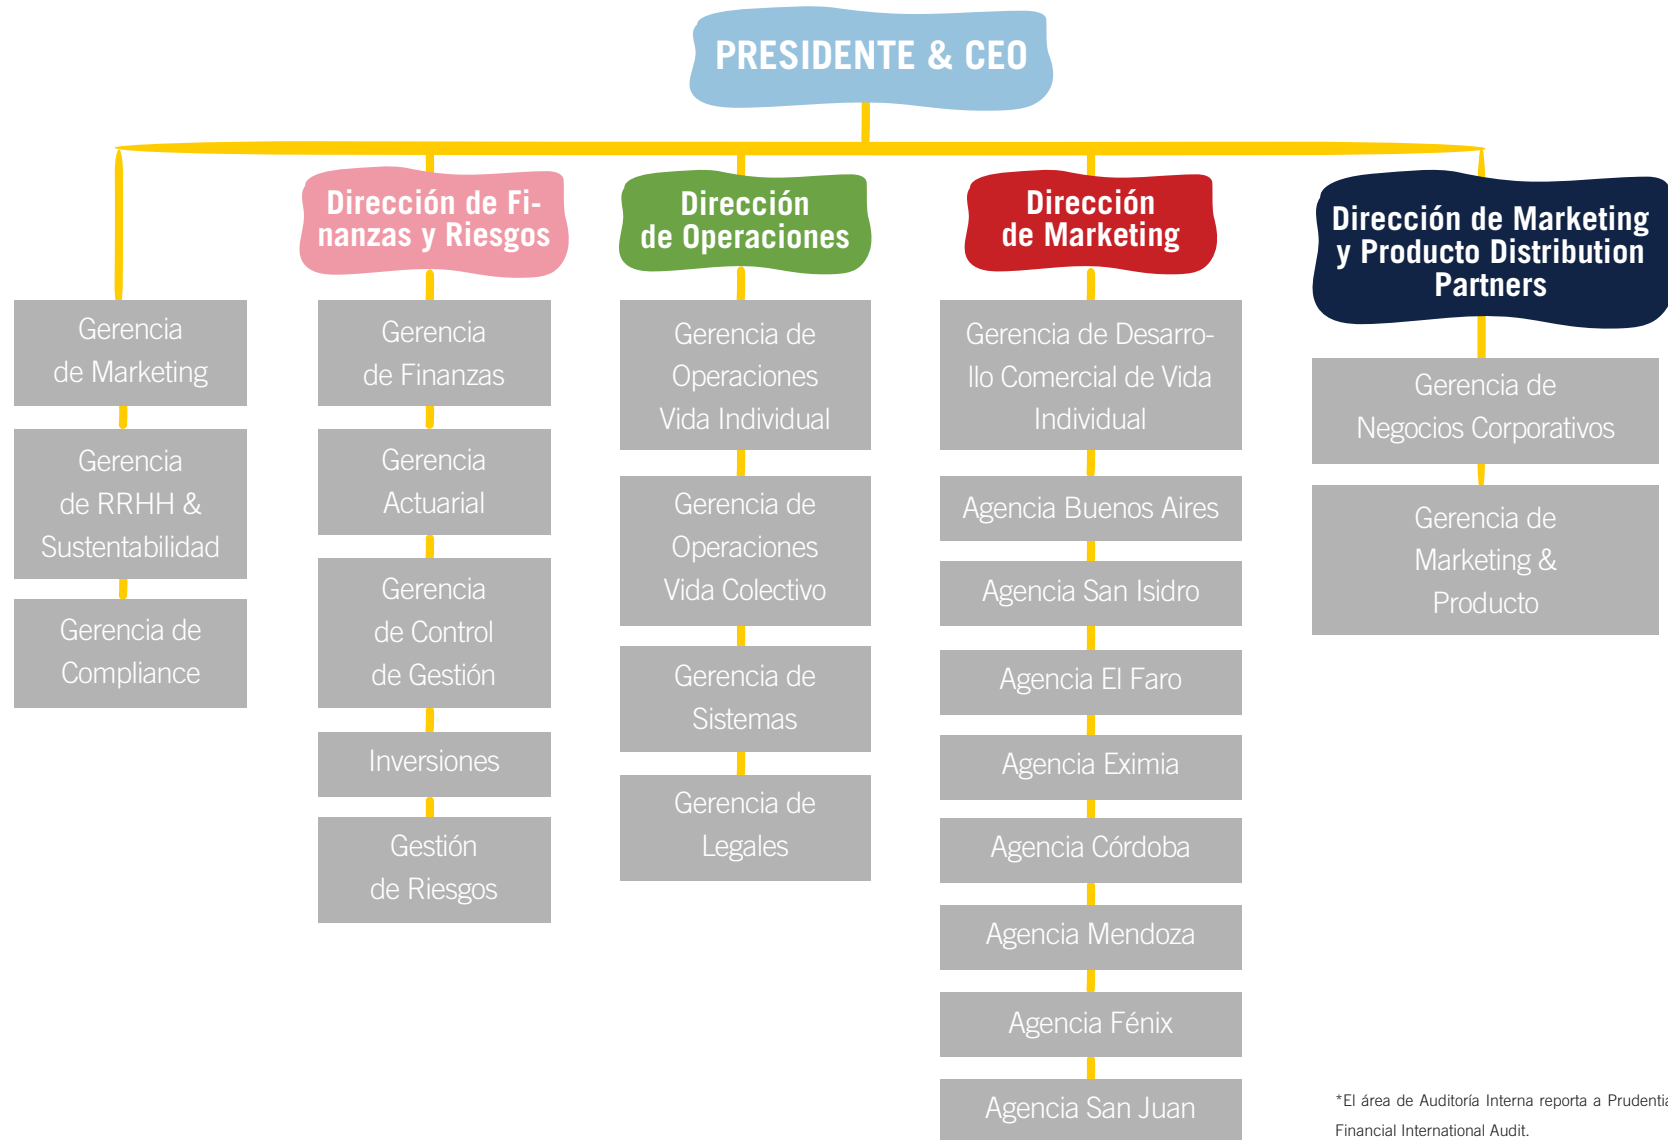 PRESIDENTE & CEO
Dirección de Fi-
nanzas y Riesgos
Dirección
de Operaciones
Dirección
de Marketing
Dirección de Marketing
y Producto Distribution
Partners
Gerencia
de Marketing
Gerencia
de RRHH &
Sustentabilidad
Gerencia de
Compliance
Gerencia
de Finanzas
Gerencia
Actuarial
Gerencia
de Control
de Gestión
Inversiones
Gestión
de Riesgos
Gerencia de
Operaciones
Vida Individual
Gerencia de
Operaciones
Vida Colectivo
Gerencia de
Sistemas
Gerencia de
Legales
Gerencia de Desarro-
llo Comercial de Vida
Individual
Agencia Buenos Aires
Agencia San Isidro
Agencia El Faro
Agencia Eximia
Agencia Córdoba
Agencia Mendoza
Agencia Fénix
Agencia San Juan
Gerencia de
Negocios Corporativos
Gerencia de
Marketing &
Producto
*El área de Auditoría Interna reporta a Prudentia
Financial International Audit.